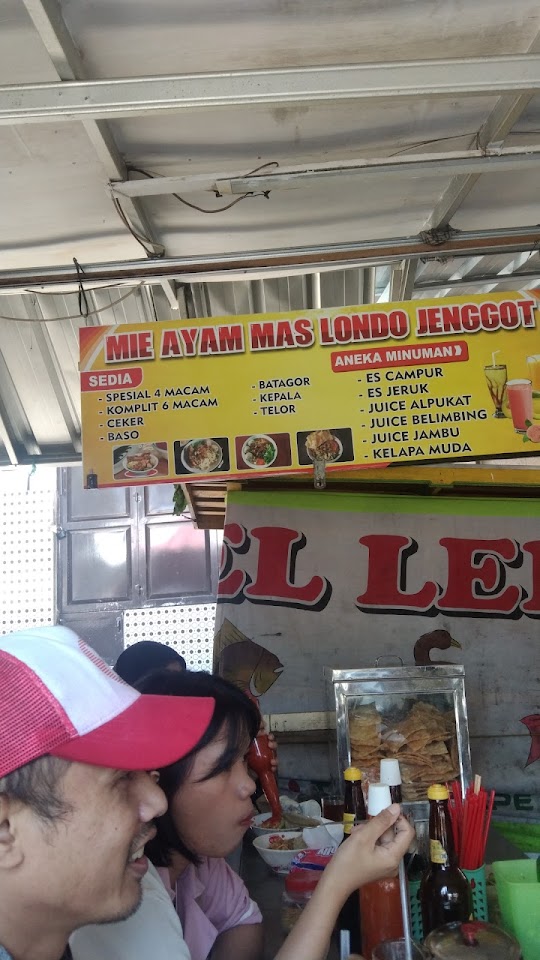 MIE AYAM MAS LONDO JENGGOT
SEDIA
- SPESIAL 4 MACAM
- KOMPLIT 6 MACAM
- CEKER
- BASO
- BATAGOR
- KEPALA
- TELOR
ANEKA MINUMAN
- ES CAMPUR
- ES JERUK
- JUICE ALPUKAT
- JUICE BELIMBING
- JUICE JAMBU
- KELAPA MUDA
EL LE
PE